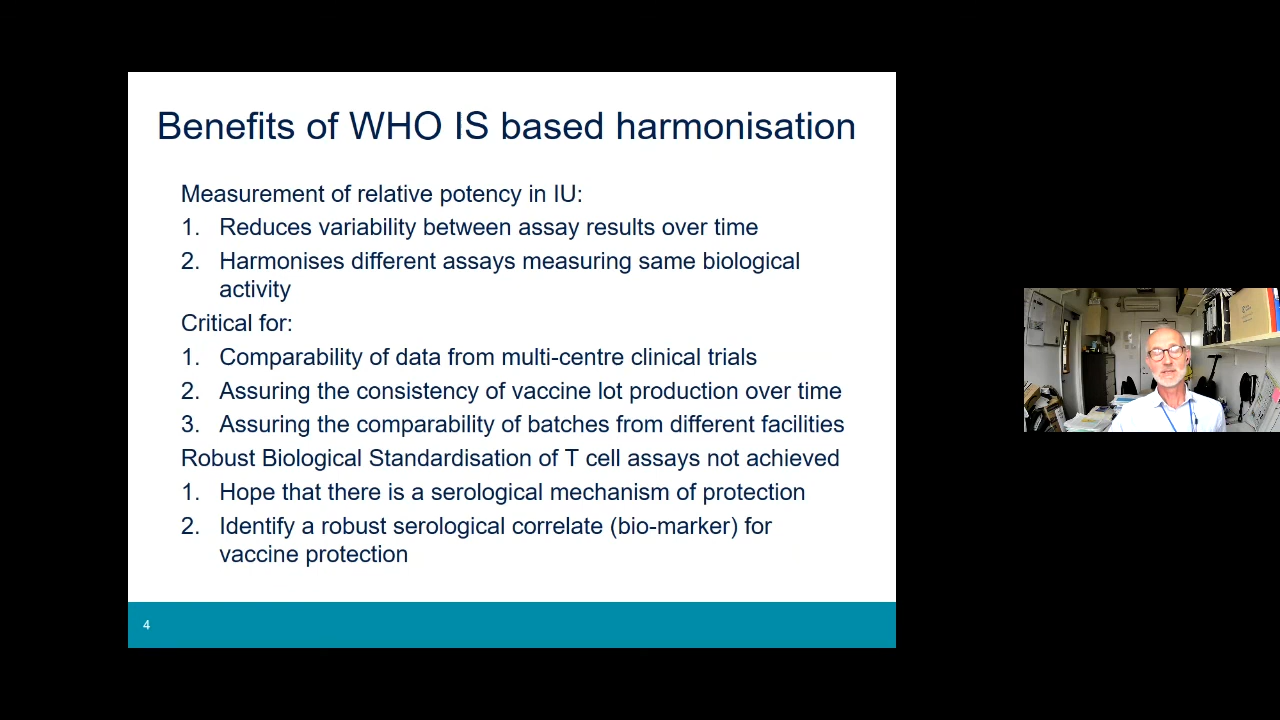 Benefits of WHO IS based harmonisation
Measurement of relative potency in IU:
1. Reduces variability between assay results over time
2. Harmonises different assays measuring same biological
activity
Critical for:
1. Comparability of data from multi-centre clinical trials
2. Assuring the consistency of vaccine lot production over time
3. Assuring the comparability of batches from different facilities
Robust Biological Standardisation of T cell assays not achieved
1. Hope that there is a serological mechanism of protection
2. Identify a robust serological correlate (bio-marker) for
vaccine protection
4